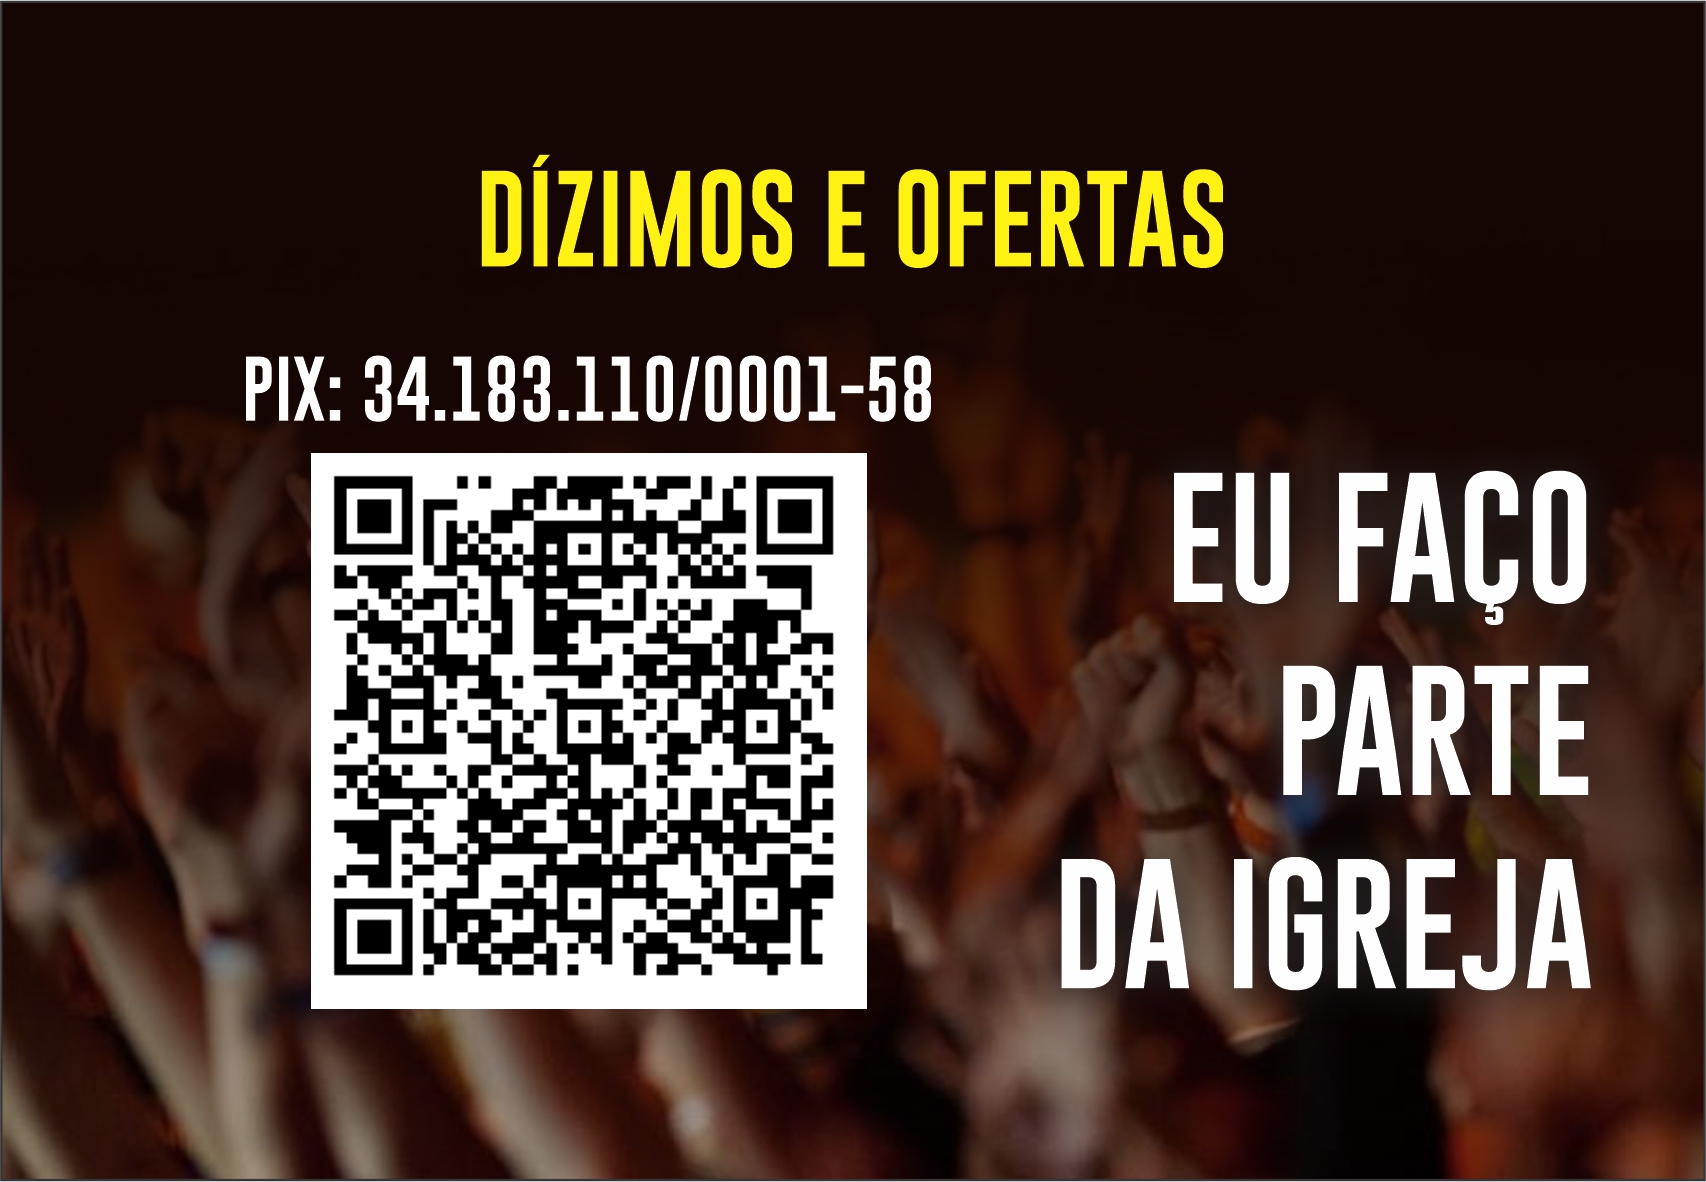 DÍZIMOS E OFERTAS
PIX: 34.183.110/0001-58
EU FAÇO
PARTE
DA IGREJA